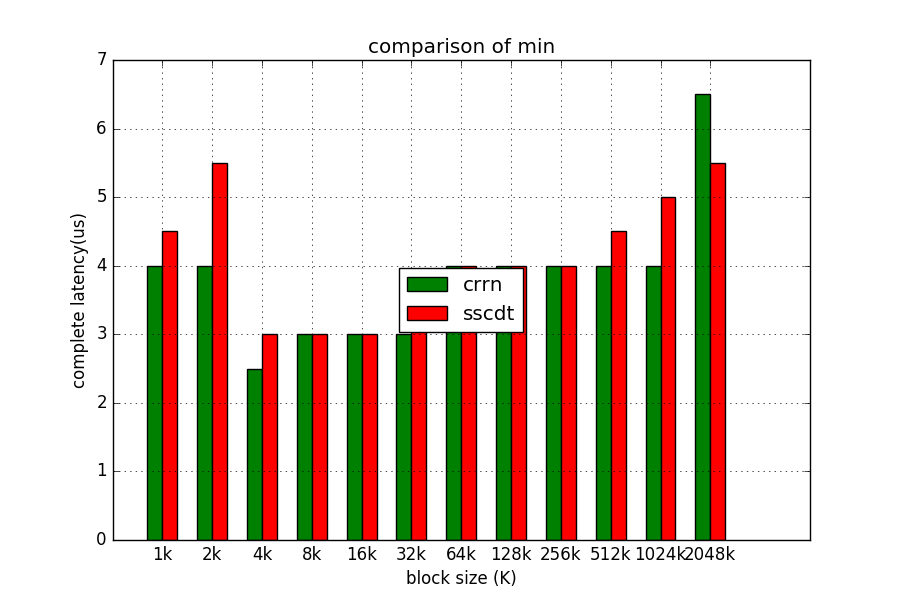 comparison of min
7
6
5
4
3
2
1
0
complete latency(us)
crrn
sscdt
1k 2k 4k 8k 16k 32k 64k 128k 256k 512k 1024k 2048k
block size (K)